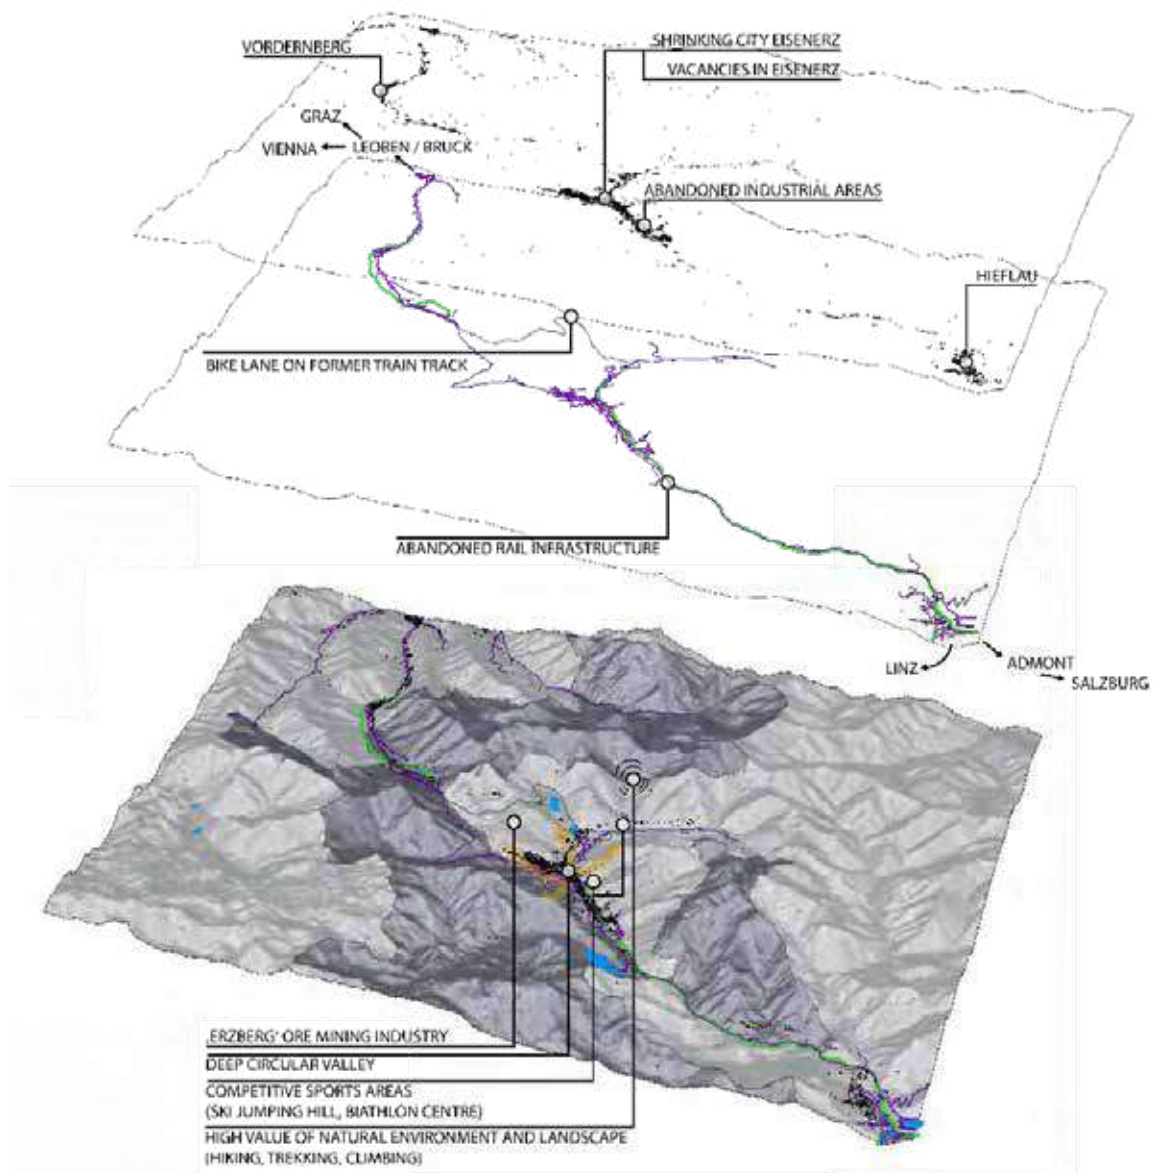 VORDERNBERG
SHRINKING CITY EISENERZ
VACANCIES IN EISENERZ
GRAZ
VIENNA
LEOBEN / BRUCK
ABANDONED INDUSTRIAL AREAS
HIEFLAU
BIKE LANE ON FORMER TRAIN TRACK
ABANDONED RAIL INFRASTRUCTURE
LINZ
ADMONT
SALZBURG
‚ERZBERG' ORE MINING INDUSTRY
DEEP CIRCULAR VALLEY
COMPETITIVE SPORTS AREAS
(SKI JUMPING HILL, BIATHLON CENTRE)
HIGH VALUE OF NATURAL ENVIRONMENT AND LANDSCAPE
(HIKING, TREKKING, CLIMBING)